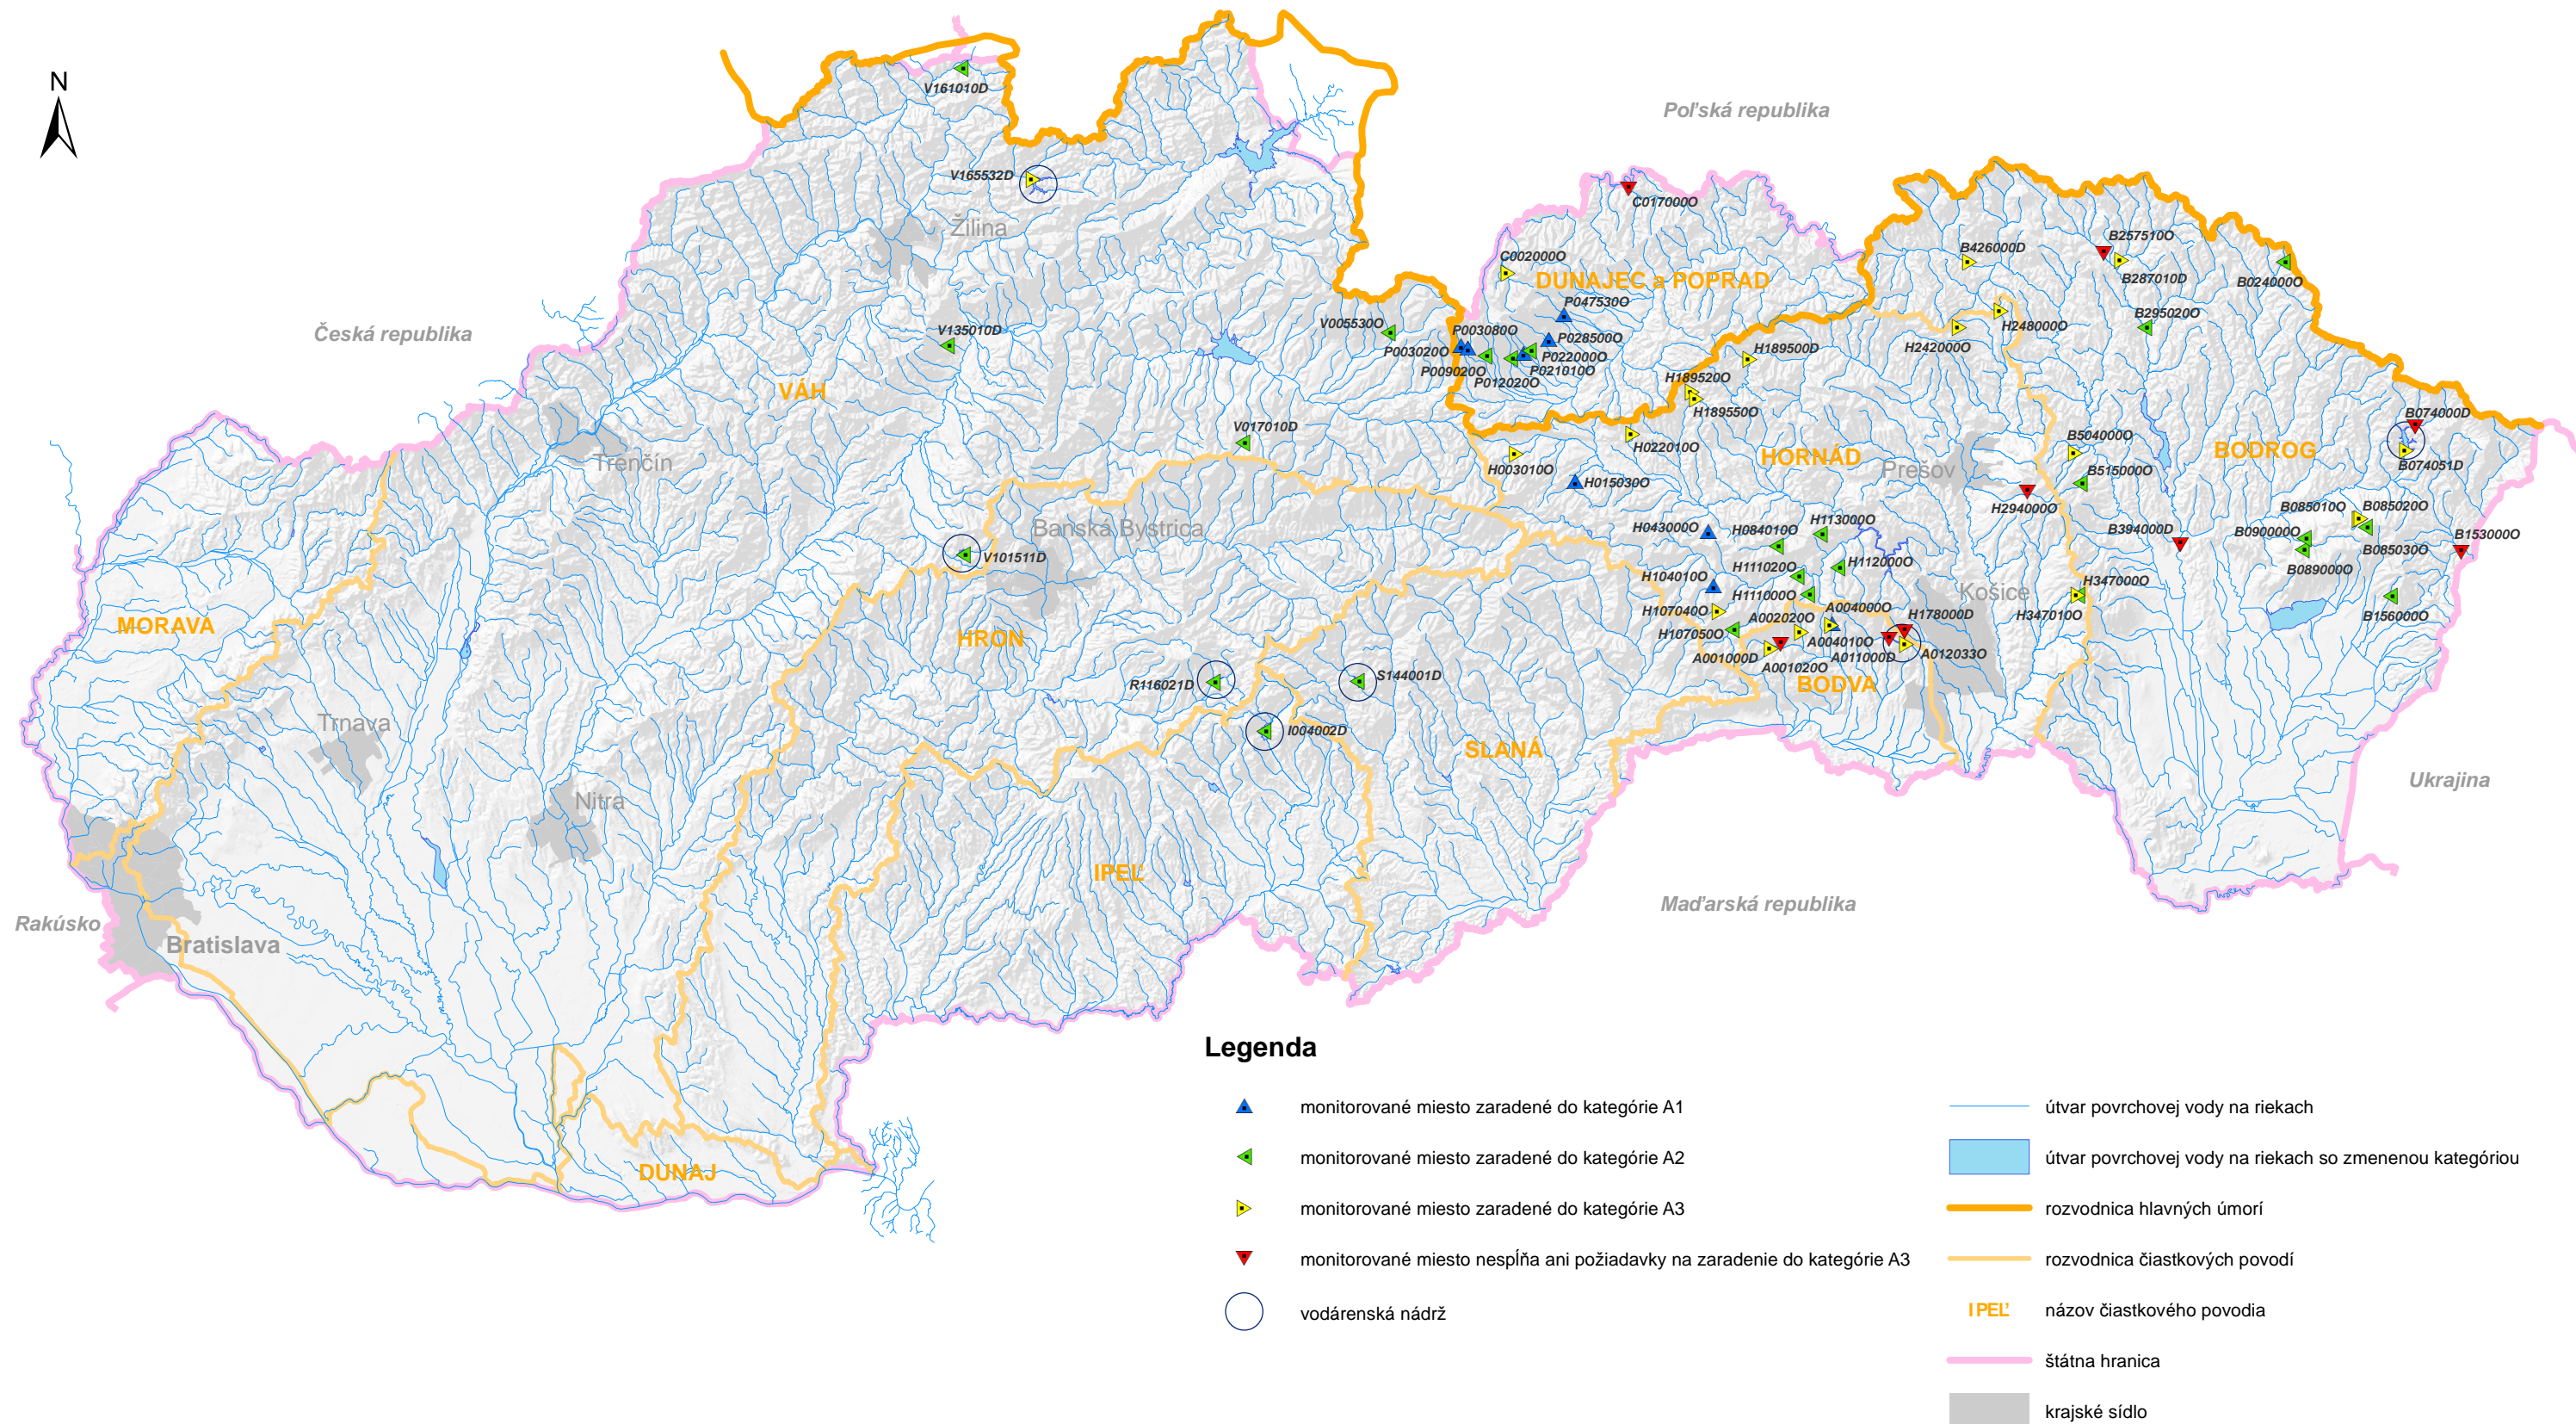 N
V161010D
Poľská republika
V165532D
C017000O
Žilina
B257510O
B426000D
C002000O
B287010D
DUNAJEC a POPRAD
B024000O
P047530O
B295020O
Česká republika
V005530O
P003080O
H248000O
V135010D
P028500O
P003020O
H242000O
P022000O
H189500D
P009020O
P021010O
P012020O
H189520O
VÁH
H189550O
B074000D
V017010D
B504000O
H022010O
HORNÁD
BODROG
Trenčín
H003010O
Prešov
B074051D
B515000O
H015030O
H294000O
B085010O
B085020O
Banská Bystrica
H043000O
H084010O
H113000O
B394000D
B090000O
B153000O
B085030O
V101511D
H112000O
H111020O
B089000O
H104010O
H347000O
Košice
H111000O
A004000O
H107040O
H178000D
A002020O
H347010O
B156000O
MORAVA
H107050O
HRON
A004010O
A012033O
A001000D
A011000D
A001020O
S144001D
R116021D
BODVA
Trnava
I004002D
SLANÁ
Ukrajina
Nitra
IPEĽ
Maďarská republika
Rakúsko
Bratislava
DUNAJ
Legenda
monitorované miesto zaradené do kategórie A1
monitorované miesto zaradené do kategórie A2
monitorované miesto zaradené do kategórie A3
monitorované miesto nespĺňa ani požiadavky na zaradenie do kategórie A3
vodárenská nádrž
útvar povrchovej vody na riekach
útvar povrchovej vody na riekach so zmenenou kategóriou
rozvodnica hlavných úmorí
rozvodnica čiastkových povodí
IPEĽ názov čiastkového povodia
štátna hranica
krajské sídlo